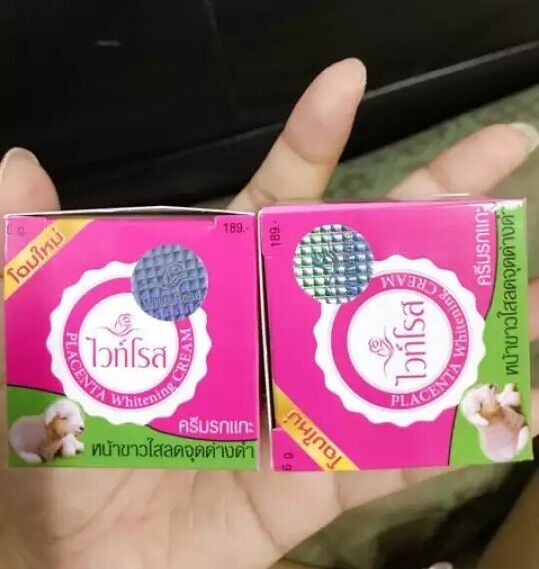 189.-
โฉมใหม่
ไวท์โรส
PLACENTA Whitening CREAM
ครีมรกแกะ
หน้าขาวใสลดจุดด่างดำ
189.-
ครีมรกแกะ
หน้าขาวใสลดจุดด่างดำ
ไวท์โรส
PLACENTA Whitening CREAM
โฉมใหม่